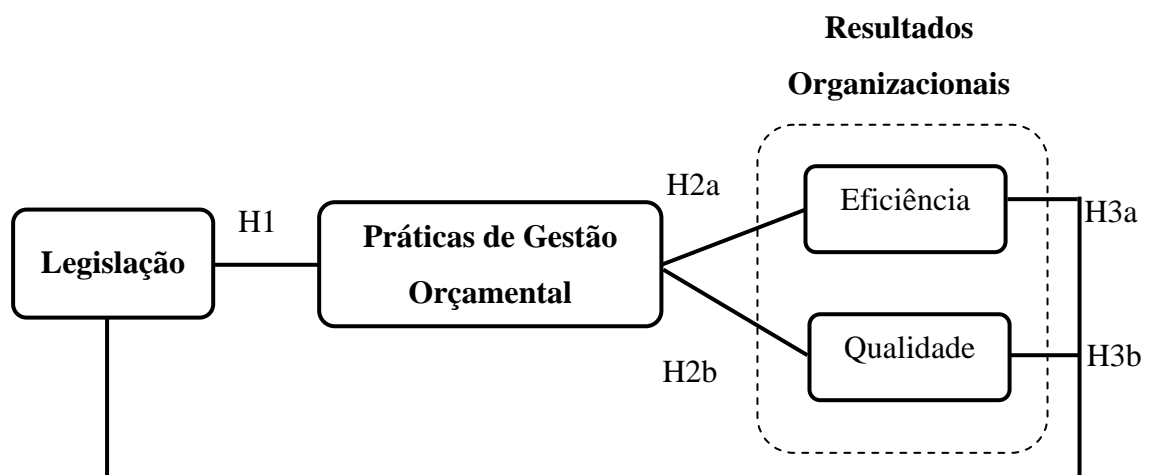 Resultados
Organizacionais
H2a
Eficiência
H3a
H1
Legislação
Práticas de Gestão
Orçamental
Qualidade
H3b
H2b